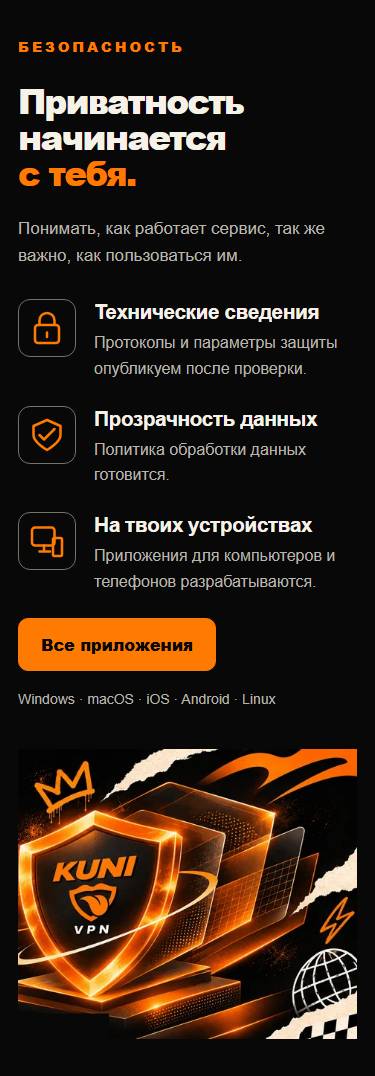 БЕЗОПАСНОСТЬ
Приватность
начинается
с тебя.
Понимать, как работает сервис, так же
важно, как пользоваться им.
Технические сведения
Протоколы и параметры защиты
опубликуем после проверки.
Прозрачность данных
Политика обработки данных
готовится.
На твоих устройствах
Приложения для компьютеров и
телефонов разрабатываются.
Все приложения
Windows · macOS · iOS · Android · Linux
KUNI
VPN